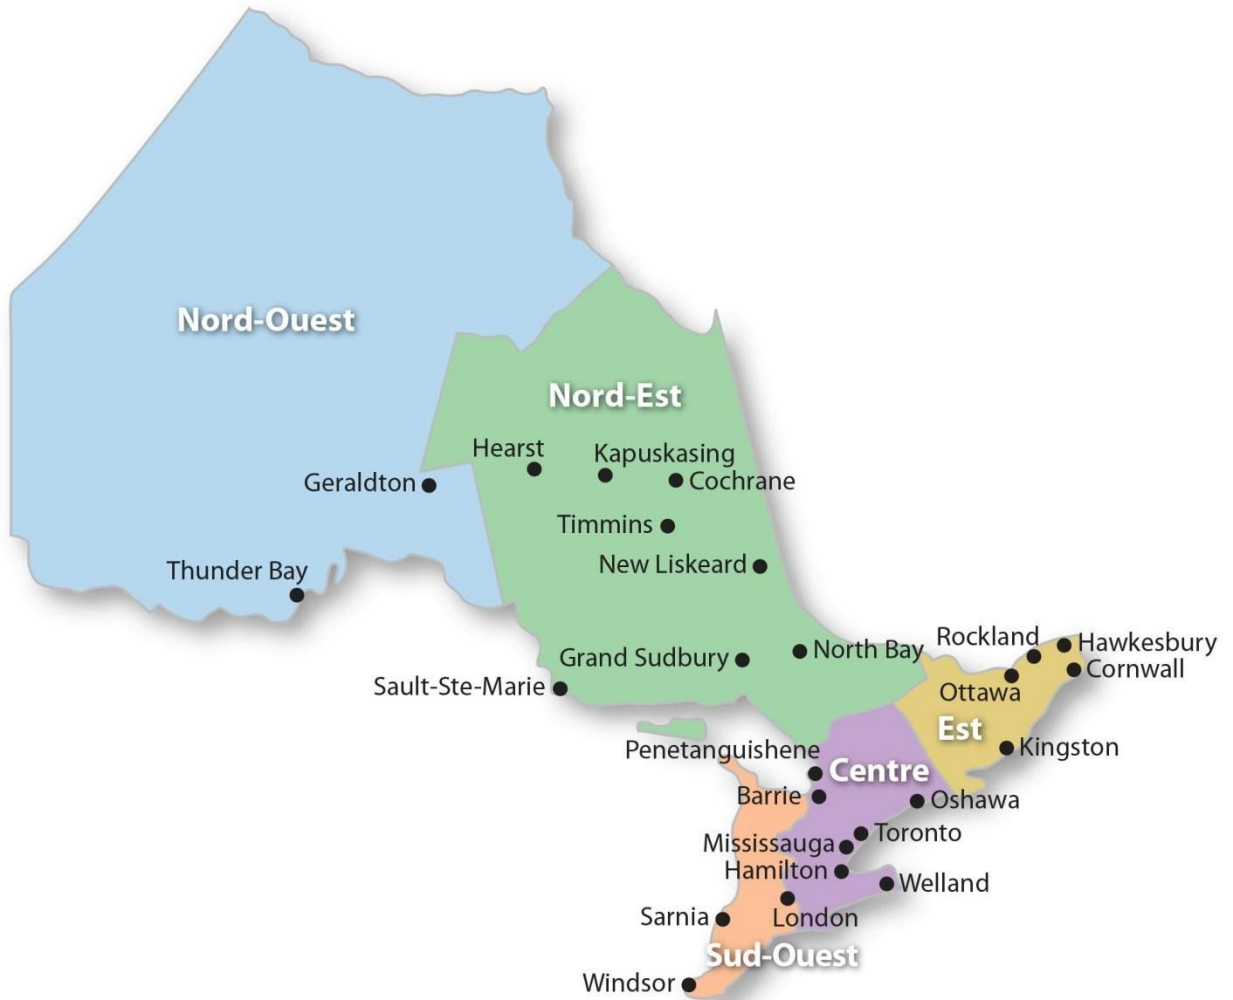 Nord-Ouest
Nord-Est
Hearst
Kapuskasing
Geraldton
Cochrane
Timmins
New Liskeard
Thunder Bay
Rockland
Hawkesbury
North Bay
Grand Sudbury
Cornwall
Sault-Ste-Marie
Ottawa
Est
Kingston
Penetanguishene
Centre
Barrie
Oshawa
Toronto
Mississauga
Hamilton
Welland
Sarnia
London
Sud-Ouest
Windsor